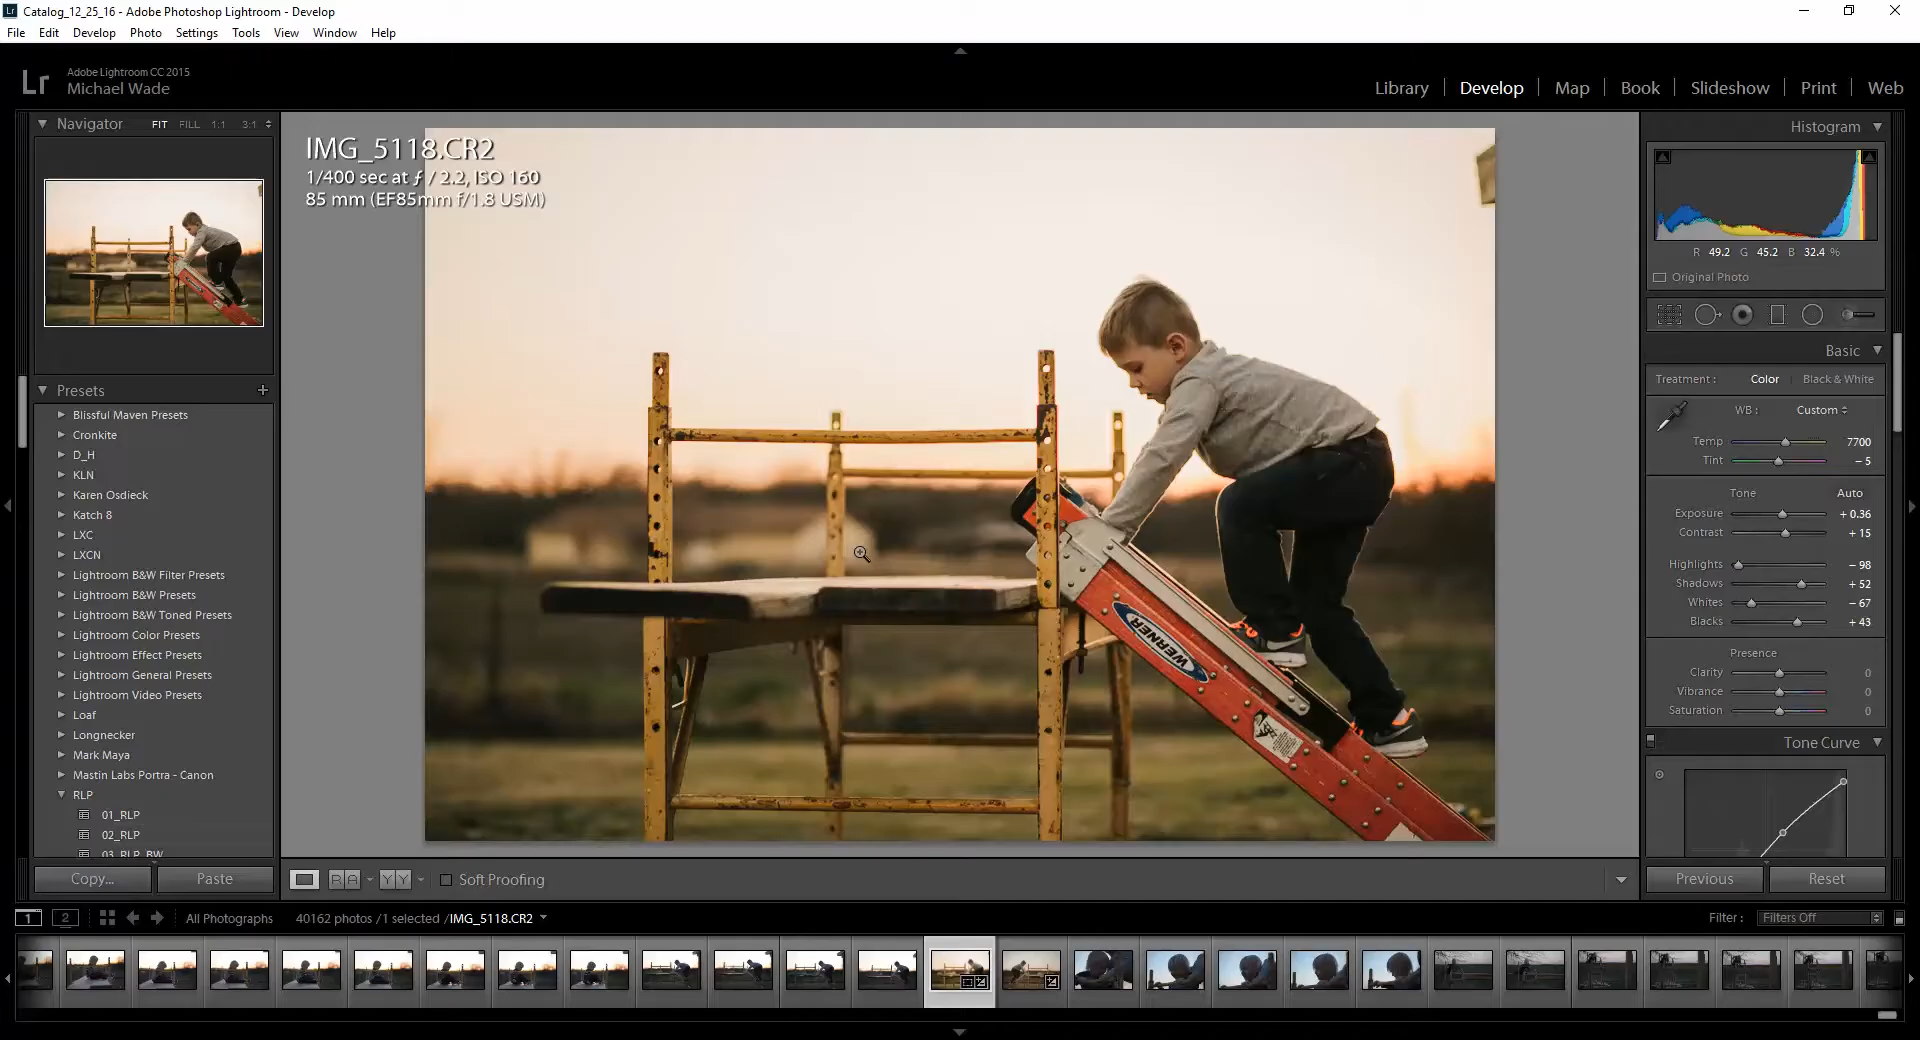 Catalog_12_25_16 - Adobe Photoshop Lightroom - Develop
File Edit Develop Photo Settings Tools View Window Help
Lr
Adobe Lightroom CC 2015
Michael Wade
Library Develop Map Book Slideshow Print Web
Navigator FIT FILL 1:1 3:1
IMG_5118.CR2
1/400 sec at ƒ / 2.2, ISO 160
85 mm (EF85mm f/1.8 USM)
WERNER
Presets
Blissful Maven Presets
Cronkite
D_H
KLN
Karen Osdieck
Katch 8
LXC
LXCN
Lightroom B&W Filter Presets
Lightroom B&W Presets
Lightroom B&W Toned Presets
Lightroom Color Presets
Lightroom Effect Presets
Lightroom General Presets
Lightroom Video Presets
Loaf
Longnecker
Mark Maya
Mastin Labs Portra - Canon
RLP
01_RLP
02_RLP
03_RLP_BW
Copy... Paste
Histogram
R 49.2 G 45.2 B 32.4 %
Original Photo
Basic
Treatment : Color Black & White
WB : Custom
Temp 7700
Tint - 5
Tone Auto
Exposure + 0.36
Contrast + 15
Highlights - 98
Shadows + 52
Whites - 67
Blacks + 43
Presence
Clarity 0
Vibrance 0
Saturation 0
Tone Curve
Previous Reset
R A Y Y Soft Proofing
1 2 All Photographs 40162 photos /1 selected /IMG_5118.CR2
Filter : Filters Off